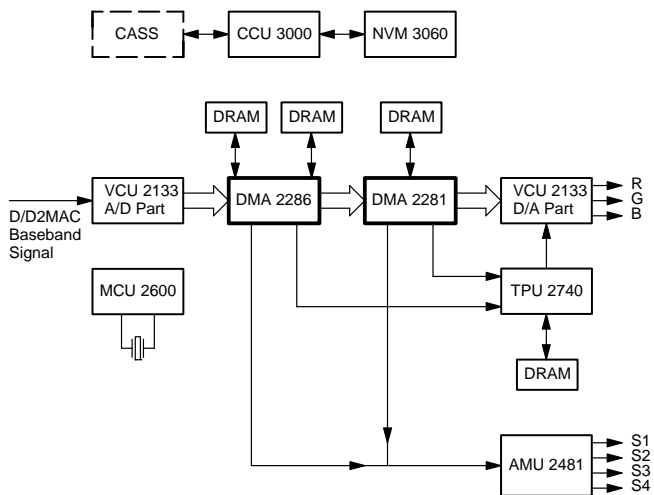 CASS
CCU 3000
NVM 3060
DRAM
DRAM
DRAM
VCU 2133
A/D Part
DMA 2286
DMA 2281
VCU 2133
D/A Part
R
G
B
D/D2MAC
Baseband
Signal
MCU 2600
TPU 2740
DRAM
AMU 2481
S1
S2
S3
S4